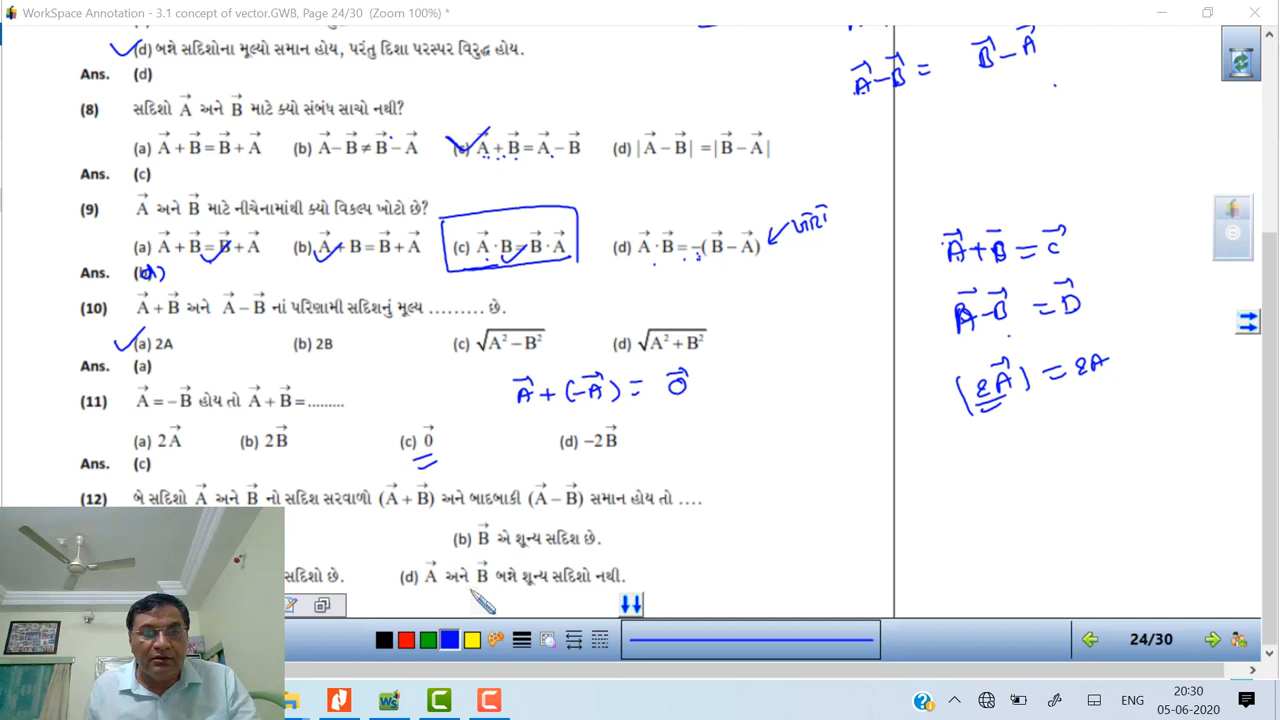 WorkSpace Annotation - 3.1 concept of vector.GWB, Page 24/30 (Zoom 100%) *
(d) બન્ને સદિશોના મૂલ્યો સમાન હોય, પરંતુ દિશા પરસ્પર વિરુદ્ધ હોય.
A⃗ − B⃗ = B⃗ − A⃗
Ans. (d)
(8) સદિશો A⃗ અને B⃗ માટે ક્યો સંબંધ સાચો નથી?
(a) A⃗ + B⃗ = B⃗ + A⃗ (b) A⃗ − B⃗ ≠ B⃗ − A⃗ (c) A⃗ + B⃗ = A⃗ − B⃗ (d) |A⃗ − B⃗| = |B⃗ − A⃗|
Ans. (c)
(9) A⃗ અને B⃗ માટે નીચેનામાંથી ક્યો વિકલ્પ ખોટો છે?
(a) A⃗ + B⃗ = B⃗ + A⃗ (b) A⃗ + B = B⃗ + A⃗ (c) A⃗ · B⃗ = B⃗ · A⃗ (d) A⃗ · B⃗ = −(B⃗ − A⃗)
A⃗ + B⃗ = C⃗
Ans. (d)
(10) A⃗ + B⃗ અને A⃗ − B⃗ નાં પરિણામી સદિશનું મૂલ્ય ......... છે.
A⃗ − B⃗ = D⃗
(a) 2A (b) 2B (c) √A² − B² (d) √A² + B²
Ans. (a)
|2A⃗| = 2A
A⃗ + (−A⃗) = 0⃗
(11) A⃗ = −B⃗ હોય તો A⃗ + B⃗ = .........
(a) 2A⃗ (b) 2B⃗ (c) 0⃗ (d) −2B⃗
Ans. (c)
(12) બે સદિશો A⃗ અને B⃗ નો સદિશ સરવાળો (A⃗ + B⃗) અને બાદબાકી (A⃗ − B⃗) સમાન હોય તો ....
(b) B⃗ એ શૂન્ય સદિશ છે.
સદિશો છે. (d) A⃗ અને B⃗ બન્ને શૂન્ય સદિશો નથી.
24/30
ENG
20:30
05-06-2020